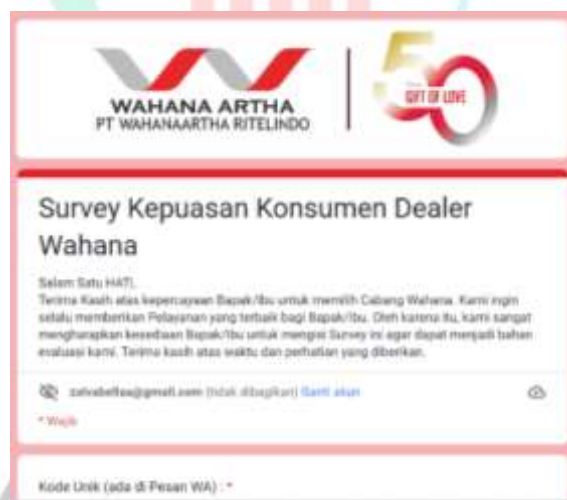 WAHANA ARTHA
PT WAHANAARTHA RITELINDO
50
GIFT OF LOVE
Survey Kepuasan Konsumen Dealer
Wahana
Salam Satu HATI,
Terima Kasih atas kepercayaan Bapak/Ibu untuk memilih Cabang Wahana. Kami ingin
selalu memberikan Pelayanan yang terbaik bagi Bapak/Ibu. Oleh karena itu, kami sangat
mengharapkan kesediaan Bapak/Ibu untuk mengisi Survey ini agar dapat menjadi bahan
evaluasi kami. Terima kasih atas waktu dan perhatian yang diberikan.
(tidak dibagikan) Ganti akun
* Wajib
Kode Unik (ada di Pesan WA) : *